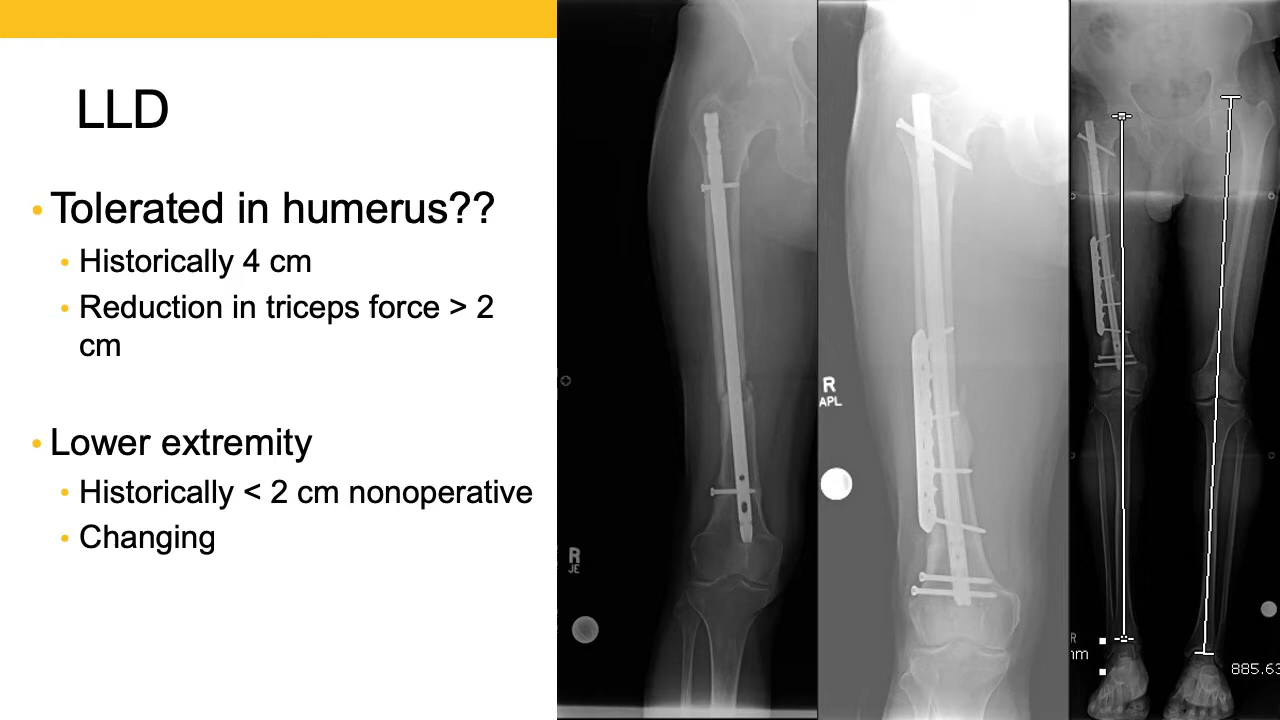 LLD
• Tolerated in humerus??
• Historically 4 cm
• Reduction in triceps force > 2
cm
• Lower extremity
• Historically < 2 cm nonoperative
• Changing
R
JE
R
APL
R
mm
885.63